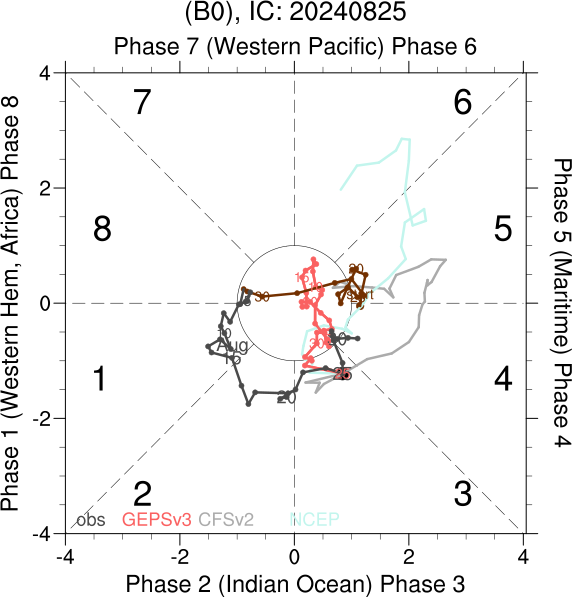 (B0), IC: 20240825
Phase 7 (Western Pacific) Phase 6
Phase 1 (Western Hem, Africa) Phase 8
Phase 5 (Maritime) Phase 4
4
2
0
-2
-4
7
6
8
5
1
4
2
3
30
Aug
15
20
25
obs GEPSv3 CFSv2 NCEP
-4 -2 0 2 4
Phase 2 (Indian Ocean) Phase 3